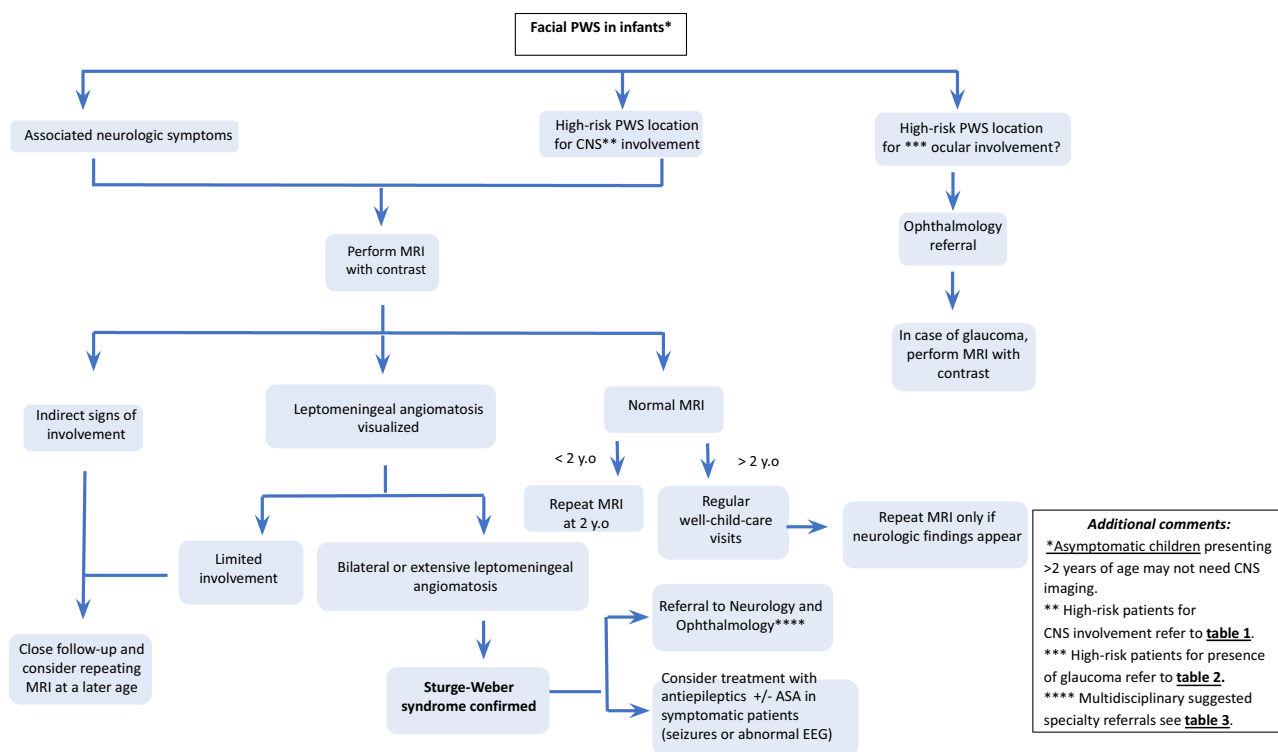 Facial PWS in infants*
Associated neurologic symptoms
High-risk PWS location
for CNS** involvement
High-risk PWS location
for *** ocular involvement?
Perform MRI
with contrast
Ophthalmology
referral
In case of glaucoma,
perform MRI with
contrast
Indirect signs of
involvement
Leptomeningeal angiomatosis
visualized
Normal MRI
< 2 y.o
> 2 y.o
Repeat MRI
at 2 y.o
Regular
well-child-care
visits
Repeat MRI only if
neurologic findings appear
Limited
involvement
Bilateral or extensive leptomeningeal
angiomatosis
Close follow-up and
consider repeating
MRI at a later age
Sturge-Weber
syndrome confirmed
Referral to Neurology and
Ophthalmology****
Consider treatment with
antiepileptics +/- ASA in
symptomatic patients
(seizures or abnormal EEG)
Additional comments:
*Asymptomatic children presenting
>2 years of age may not need CNS
imaging.
** High-risk patients for
CNS involvement refer to table 1.
*** High-risk patients for presence
of glaucoma refer to table 2.
**** Multidisciplinary suggested
specialty referrals see table 3.